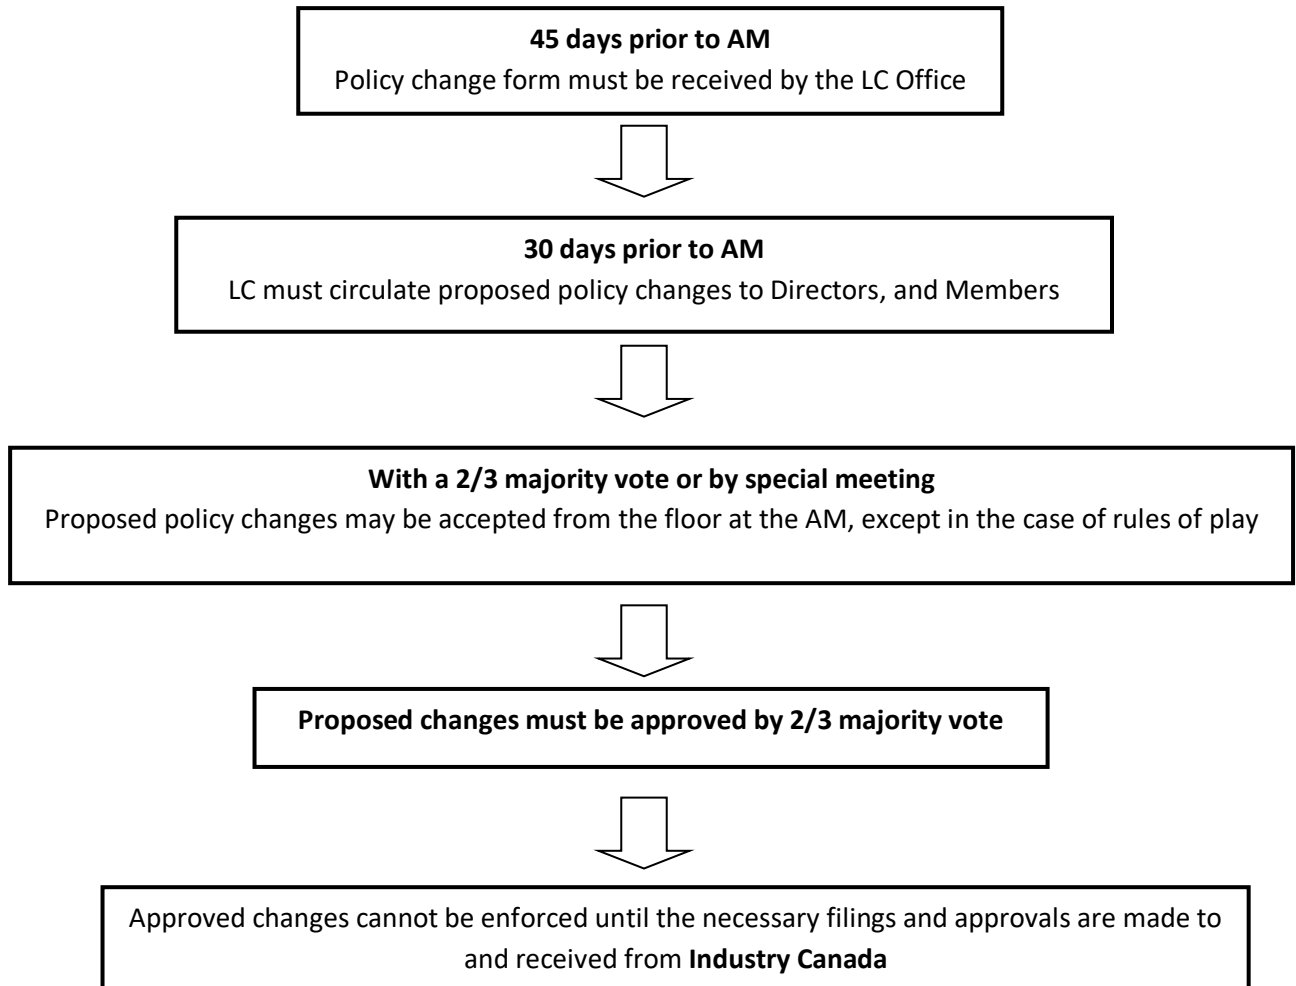 45 days prior to AM
Policy change form must be received by the LC Office
30 days prior to AM
LC must circulate proposed policy changes to Directors, and Members
With a 2/3 majority vote or by special meeting
Proposed policy changes may be accepted from the floor at the AM, except in the case of rules of play
Proposed changes must be approved by 2/3 majority vote
Approved changes cannot be enforced until the necessary filings and approvals are made to
and received from Industry Canada